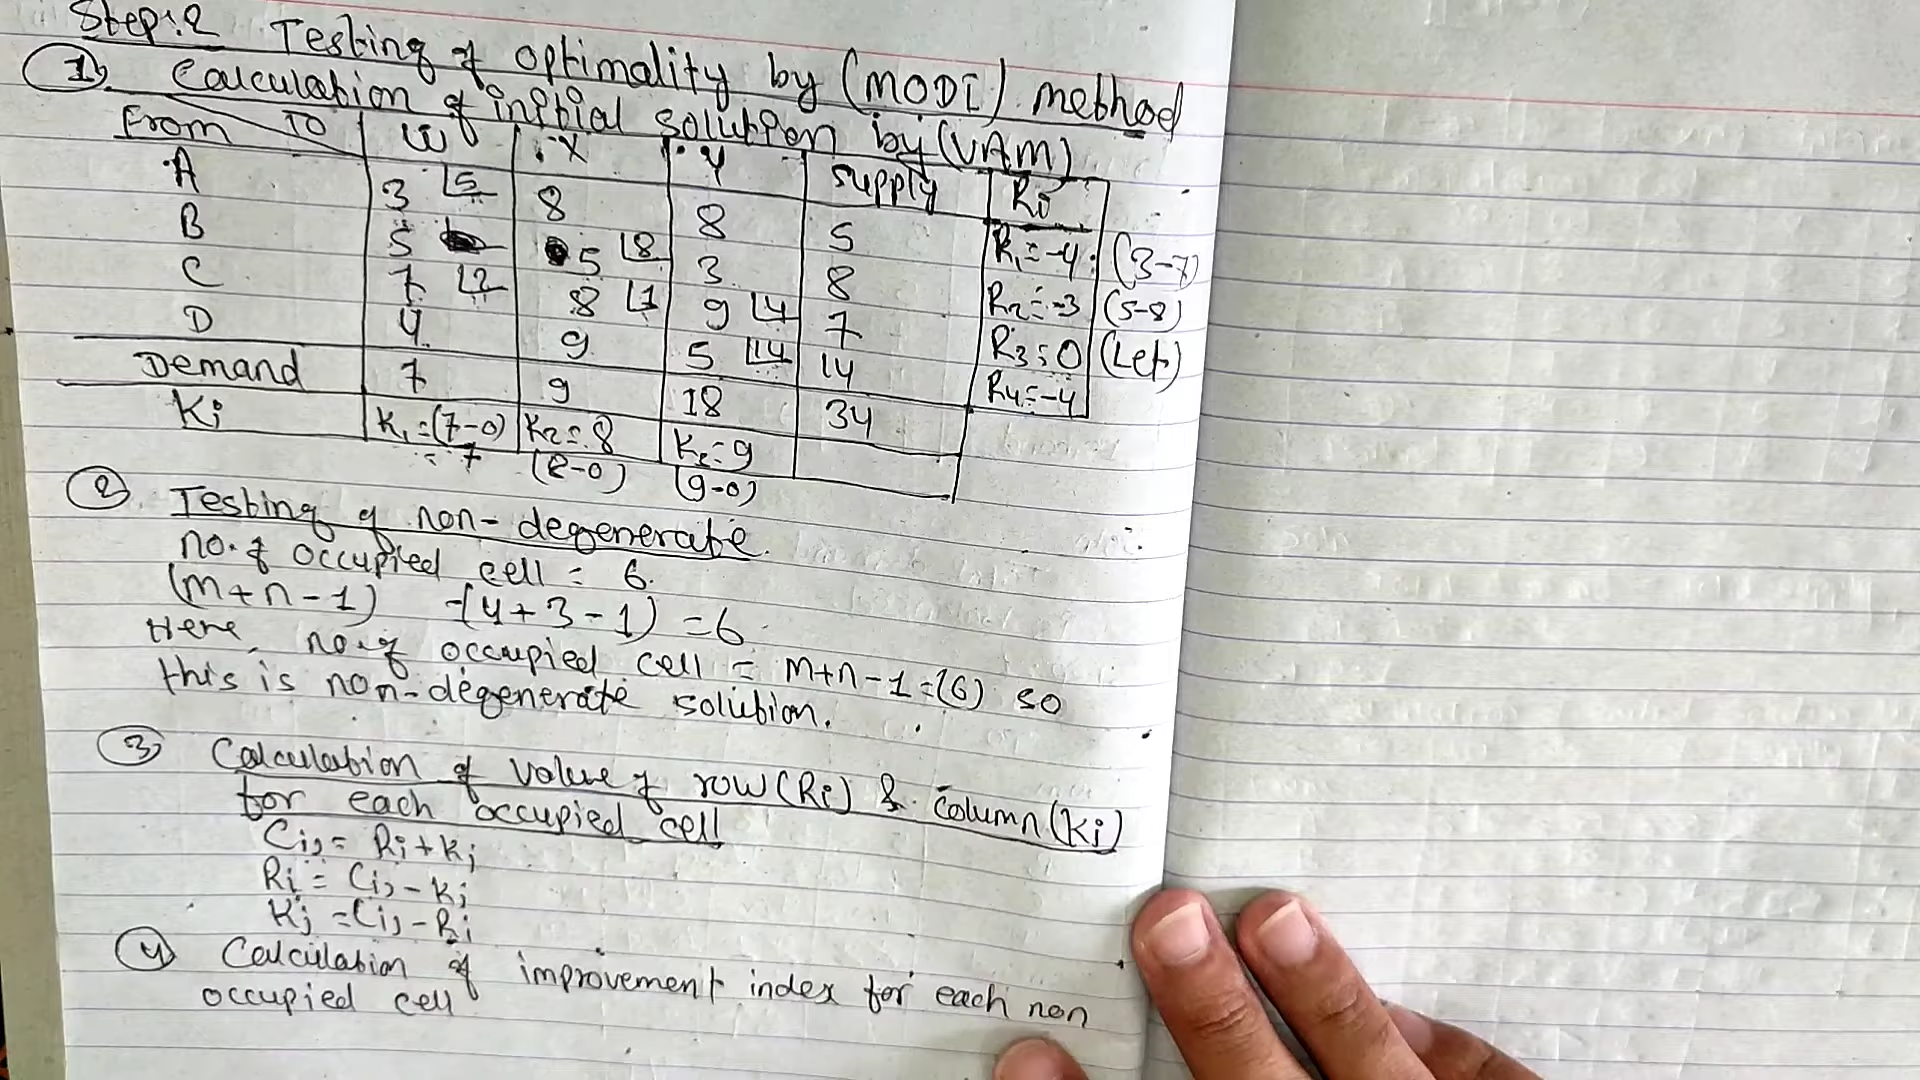 Step:2 Testing of optimality by (MODI) method
1) Calculation of initial solution by (VAM)
From TO W X Y supply Ri
A 3 5 8 8 5 R1=-4 (3-7)
B 5 5 8 3 8 R2=-3 (5-8)
C 7 2 8 1 9 4 7 R3=0 (Let)
D 4 9 5 14 14 R4=-4
Demand 7 9 18 34
Kj K1=(7-0) K2=8 K2=9
=7 (8-0) (9-0)
2 Testing of non-degenerate.
no. of occupied cell = 6.
(m+n-1) -(4+3-1) =6
Here, no. of occupied cell = m+n-1=(6) so
this is non-degenerate solution.
3) Calculation of value of row (Ri) & column (Kj)
for each occupied cell
Cij = Ri+Kj
Ri = Cij-Kj
Kj = Cij-Ri
4) Calculation of improvement index for each non
occupied cell